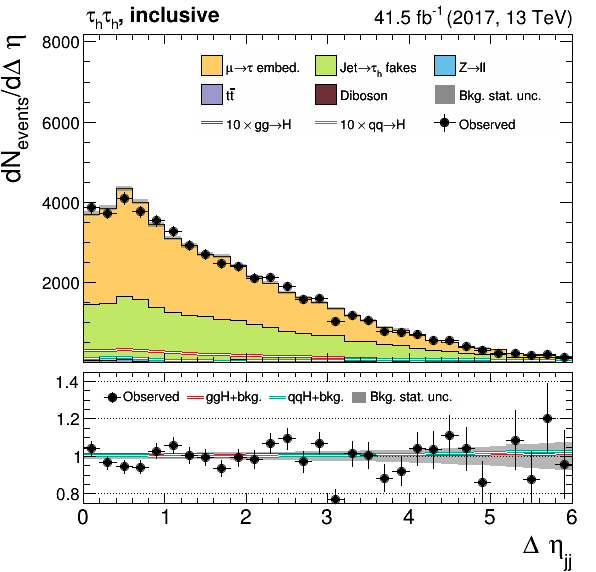 τhτh, inclusive
41.5 fb-1 (2017, 13 TeV)
dNevents/dΔ η
8000
6000
4000
2000
μ→τ embed.
Jet→τh fakes
Z→ll
tt̅
Diboson
Bkg. stat. unc.
10 × gg→H
10 × qq→H
Observed
1.4
1.2
1
0.8
Observed
ggH+bkg.
qqH+bkg.
Bkg. stat. unc.
0 1 2 3 4 5 6
Δ ηjj